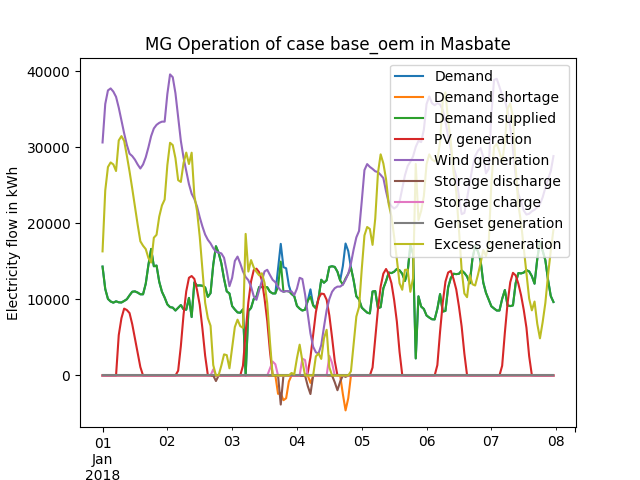 MG Operation of case base_oem in Masbate
Electricity flow in kWh
40000
30000
20000
10000
0
Demand
Demand shortage
Demand supplied
PV generation
Wind generation
Storage discharge
Storage charge
Genset generation
Excess generation
01 02 03 04 05 06 07 08
Jan
2018